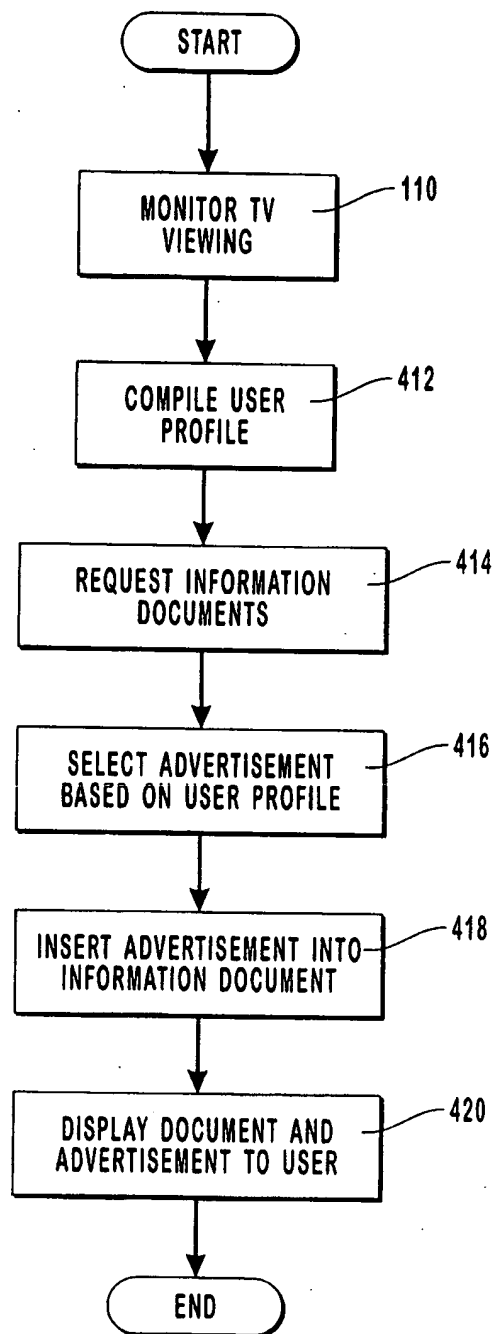 START
MONITOR TV
VIEWING
110
COMPILE USER
PROFILE
412
REQUEST INFORMATION
DOCUMENTS
414
SELECT ADVERTISEMENT
BASED ON USER PROFILE
416
INSERT ADVERTISEMENT INTO
INFORMATION DOCUMENT
418
DISPLAY DOCUMENT AND
ADVERTISEMENT TO USER
420
END